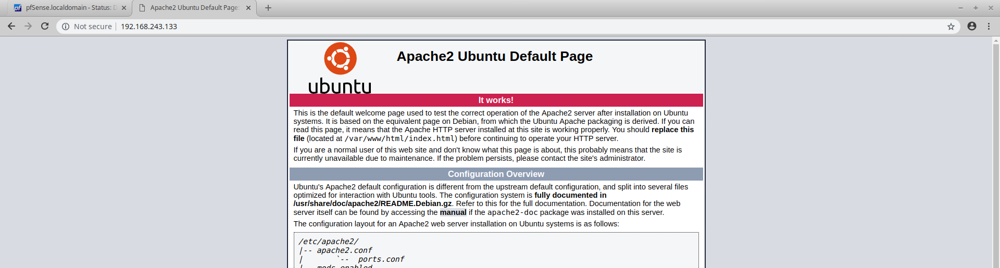 pfSense.localdomain - Status: D
Apache2 Ubuntu Default Page:
Not secure
192.168.243.133
ubuntu
Apache2 Ubuntu Default Page
It works!
This is the default welcome page used to test the correct operation of the Apache2 server after installation on Ubuntu
systems. It is based on the equivalent page on Debian, from which the Ubuntu Apache packaging is derived. If you can
read this page, it means that the Apache HTTP server installed at this site is working properly. You should replace this
file (located at /var/www/html/index.html) before continuing to operate your HTTP server.
If you are a normal user of this web site and don't know what this page is about, this probably means that the site is
currently unavailable due to maintenance. If the problem persists, please contact the site's administrator.
Configuration Overview
Ubuntu's Apache2 default configuration is different from the upstream default configuration, and split into several files
optimized for interaction with Ubuntu tools. The configuration system is fully documented in
/usr/share/doc/apache2/README.Debian.gz. Refer to this for the full documentation. Documentation for the web
server itself can be found by accessing the manual if the apache2-doc package was installed on this server.
The configuration layout for an Apache2 web server installation on Ubuntu systems is as follows:
/etc/apache2/
|-- apache2.conf
|       `--  ports.conf
|-- mods-enabled